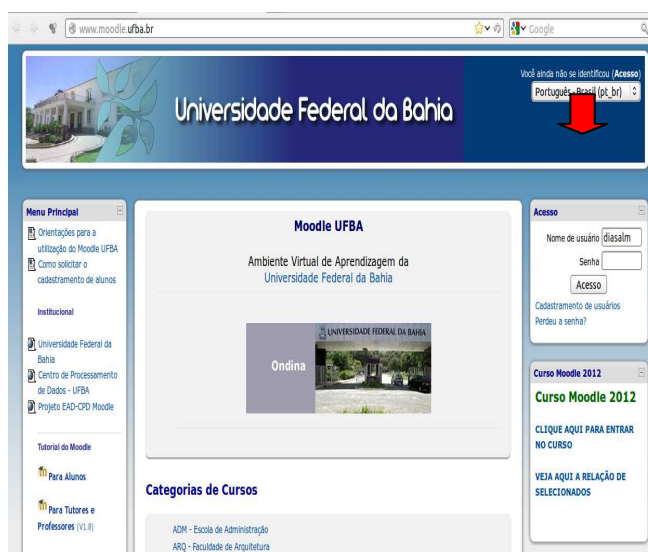 www.moodle.ufba.br
Google
Você ainda não se identificou (Acesso)
Português - Brasil (pt_br)
Universidade Federal da Bahia
Menu Principal
Orientações para a
utilização do Moodle UFBA
Como solicitar o
cadastramento de alunos
Institucional
Universidade Federal da
Bahia
Centro de Processamento
de Dados - UFBA
Projeto EAD-CPD Moodle
Tutorial do Moodle
Para Alunos
Para Tutores e
Professores (V1.8)
Moodle UFBA
Ambiente Virtual de Aprendizagem da
Universidade Federal da Bahia
UNIVERSIDADE FEDERAL DA BAHIA
Ondina
Categorias de Cursos
ADM - Escola de Administração
ARQ - Faculdade de Arquitetura
Acesso
Nome de usuário diasalm
Senha
Acesso
Cadastramento de usuários
Perdeu a senha?
Curso Moodle 2012
Curso Moodle 2012
CLIQUE AQUI PARA ENTRAR
NO CURSO
VEJA AQUI A RELAÇÃO DE
SELECIONADOS